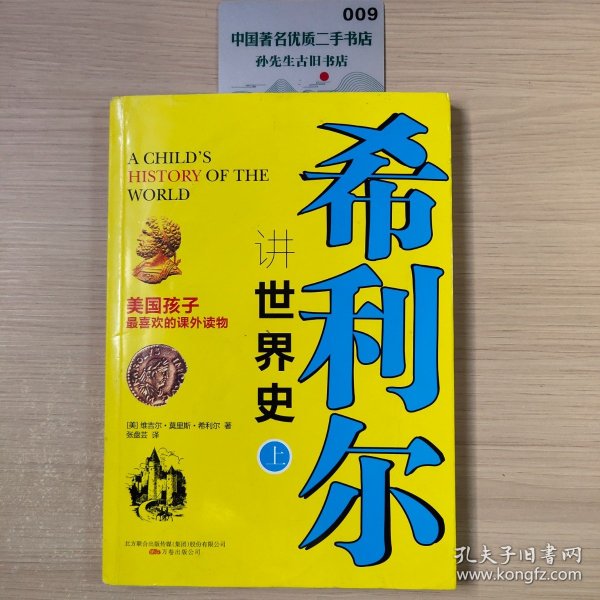 009
中国著名优质二手书店
孙先生古旧书店
A CHILD'S
HISTORY OF THE
WORLD
希利尔
讲世界史
上
美国孩子
最喜欢的课外读物
[美] 维吉尔·莫里斯·希利尔 著
张盘芸 译
北方联合出版传媒(集团)股份有限公司
万卷出版公司
孔夫子旧书网
www.kongfz.com